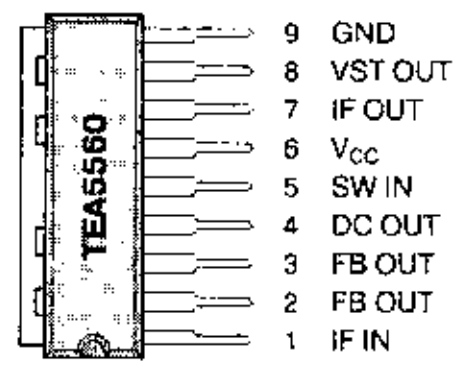 TEA5560
9 GND
8 VST OUT
7 IF OUT
6 VCC
5 SW IN
4 DC OUT
3 FB OUT
2 FB OUT
1 IF IN